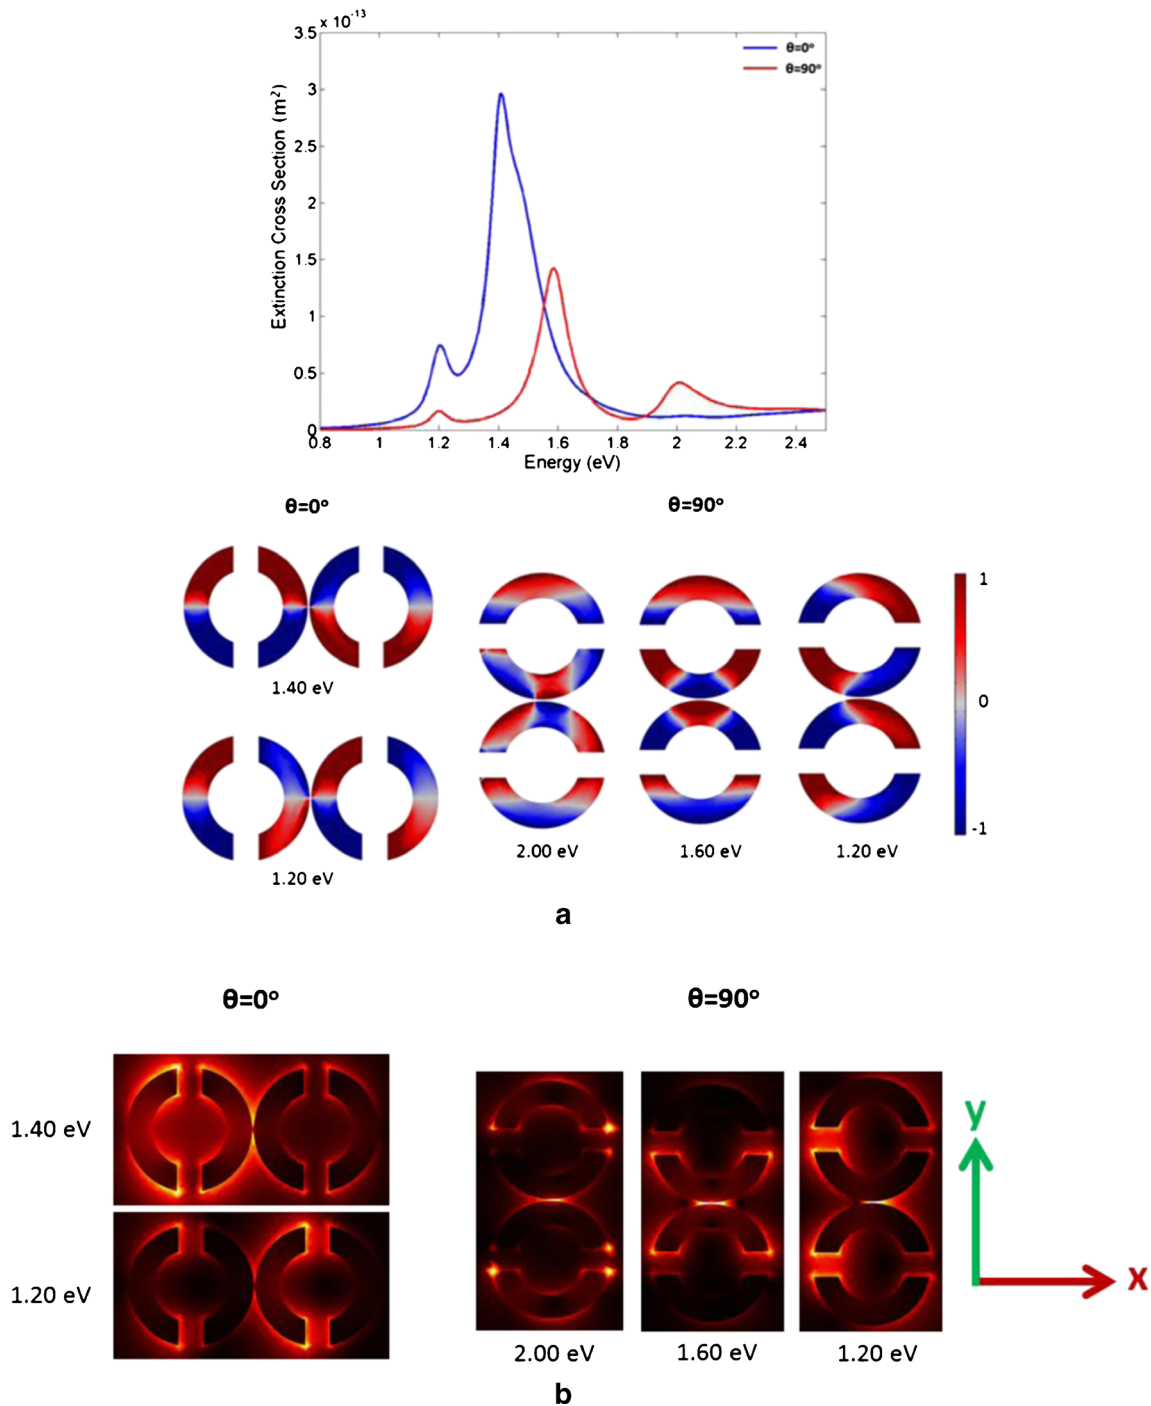 3.5 x 10⁻¹³
θ=0°
θ=90°
3
2.5
2
1.5
1
0.5
0
Extinction Cross Section (m²)
0.8 1 1.2 1.4 1.6 1.8 2 2.2 2.4
Energy (eV)
θ=0° θ=90°
1
0
-1
1.40 eV
2.00 eV 1.60 eV 1.20 eV
1.20 eV
a
θ=0° θ=90°
1.40 eV
1.20 eV
y
x
2.00 eV 1.60 eV 1.20 eV
b